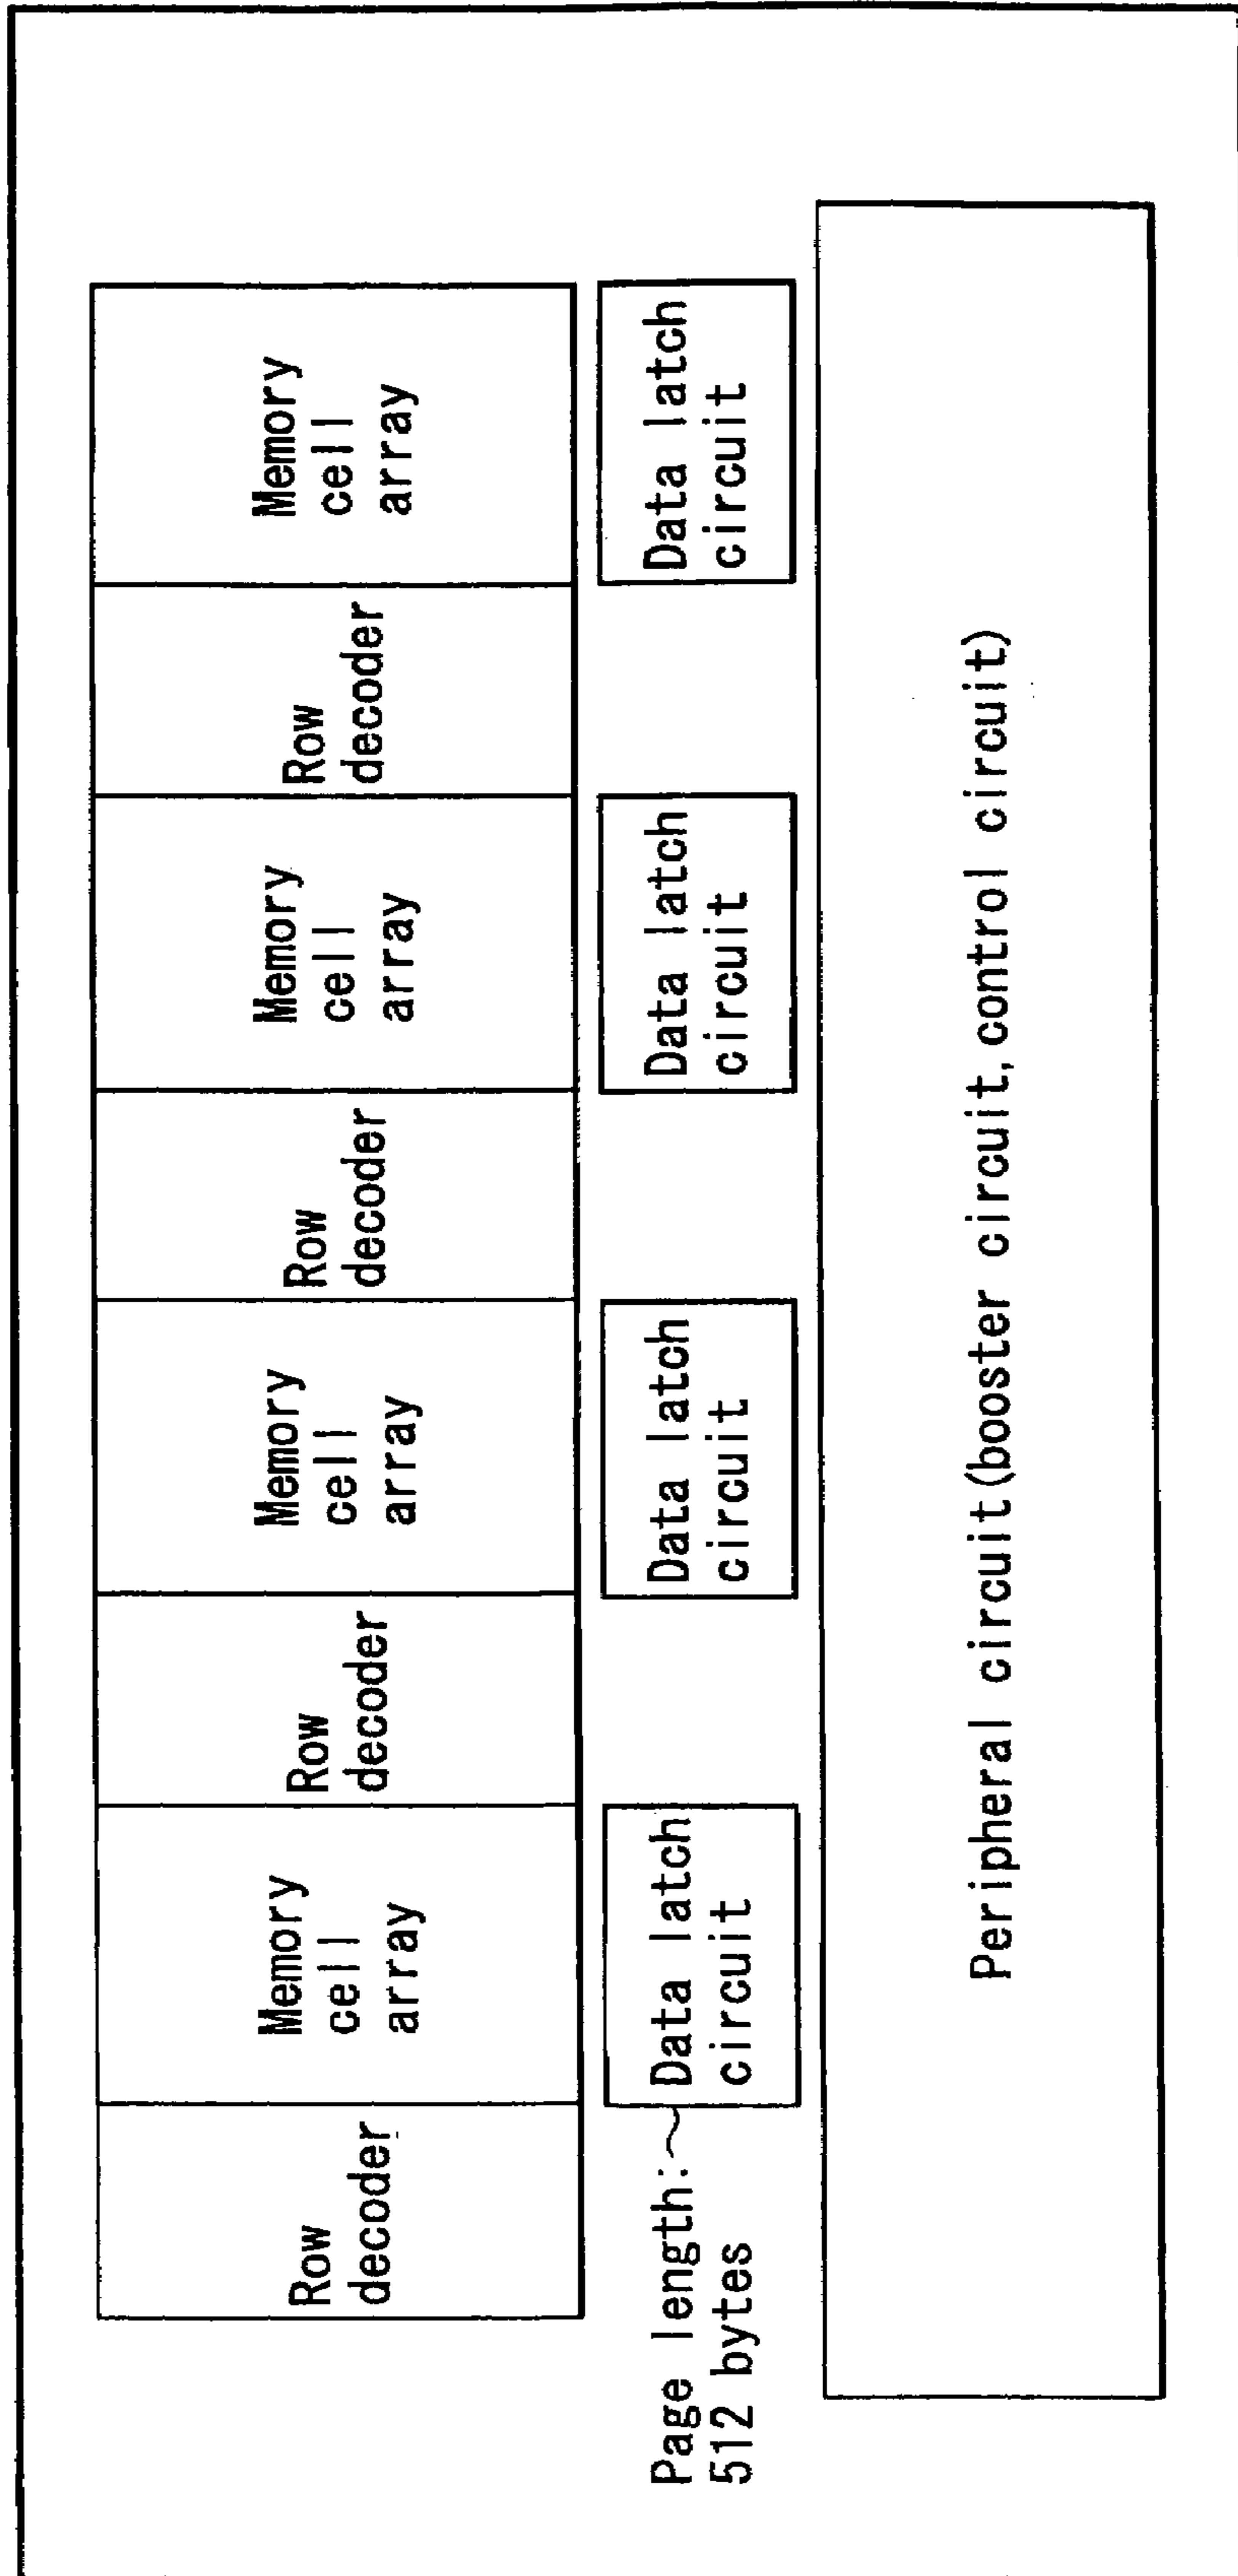 Row
decoder
Memory
cell
array
Row
decoder
Memory
cell
array
Row
decoder
Memory
cell
array
Row
decoder
Memory
cell
array
Page length:
512 bytes
Data latch
circuit
Data latch
circuit
Data latch
circuit
Data latch
circuit
Peripheral circuit(booster circuit,control circuit)